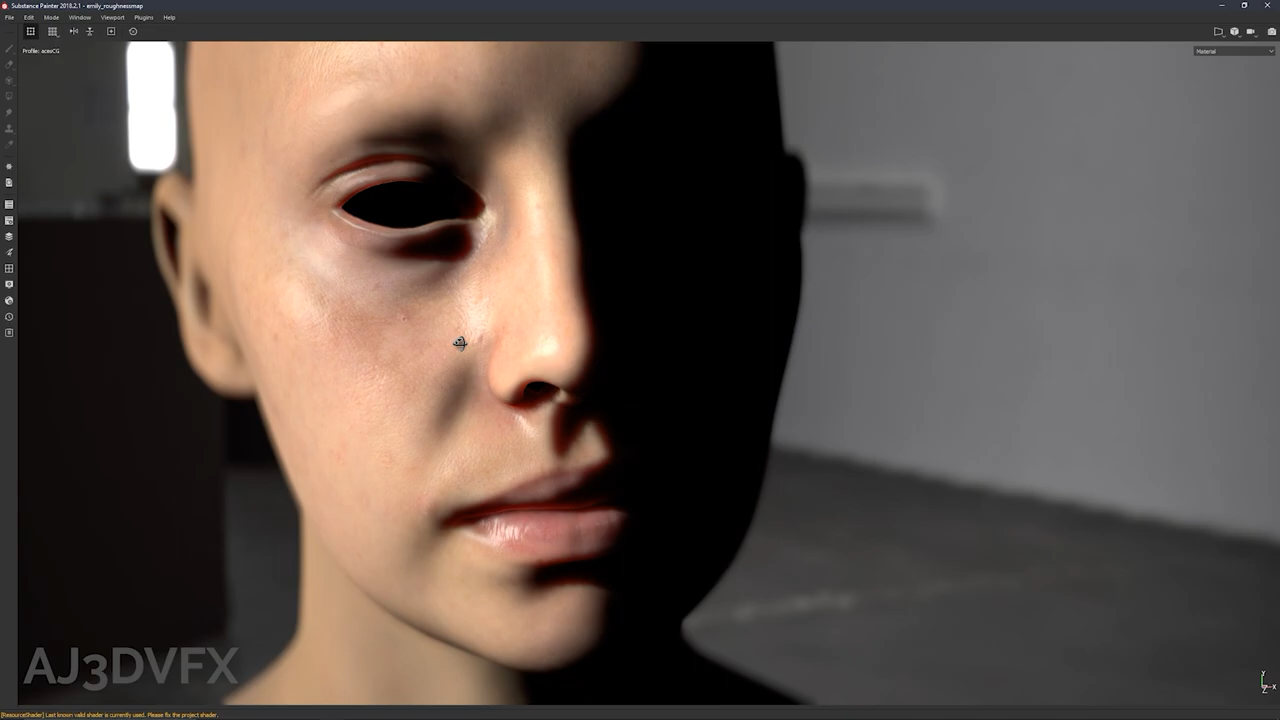 Substance Painter 2018.2.1 - emily_roughnessmap
File Edit Mode Window Viewport Plugins Help
Profile: acesCG
Material
AJ3DVFX
Y
Z X
[ResourceShader] Last known valid shader is currently used. Please fix the project shader.